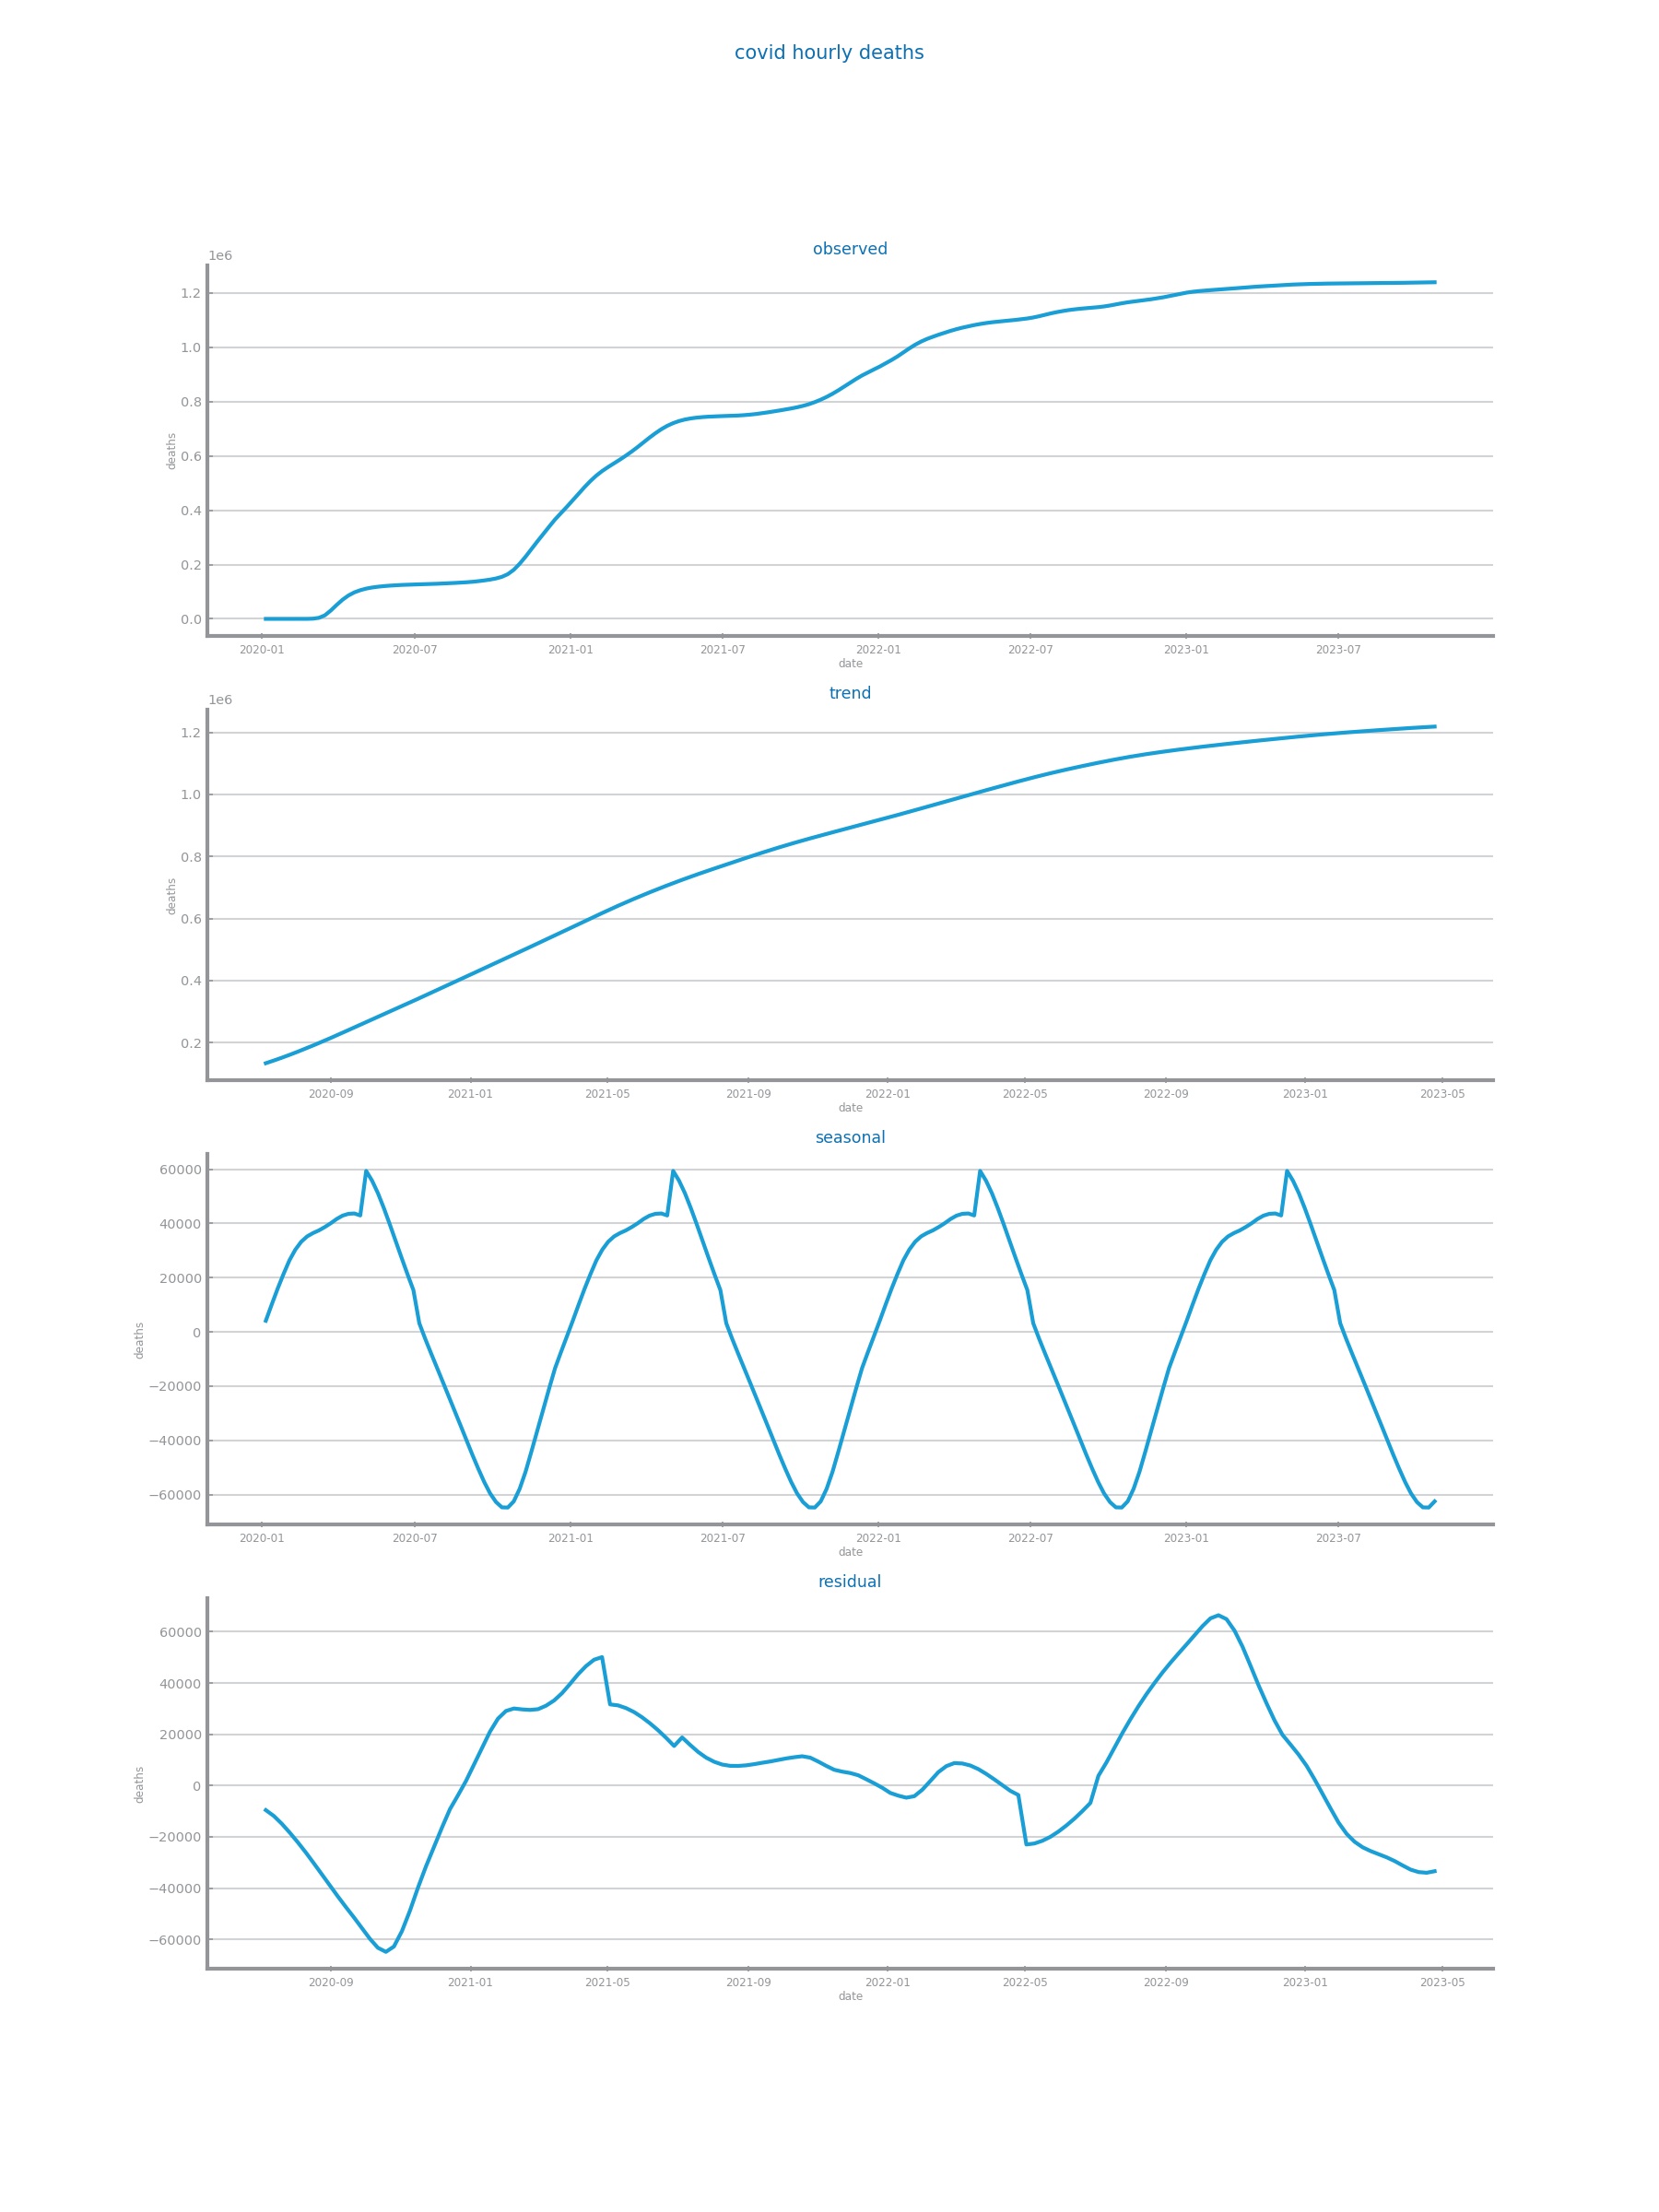 covid hourly deaths
observed
1e6
1.2
1.0
0.8
0.6
0.4
0.2
0.0
deaths
2020-01 2020-07 2021-01 2021-07 2022-01 2022-07 2023-01 2023-07
date
trend
1e6
1.2
1.0
0.8
0.6
0.4
0.2
deaths
2020-09 2021-01 2021-05 2021-09 2022-01 2022-05 2022-09 2023-01 2023-05
date
seasonal
60000
40000
20000
0
−20000
−40000
−60000
deaths
2020-01 2020-07 2021-01 2021-07 2022-01 2022-07 2023-01 2023-07
date
residual
60000
40000
20000
0
−20000
−40000
−60000
deaths
2020-09 2021-01 2021-05 2021-09 2022-01 2022-05 2022-09 2023-01 2023-05
date